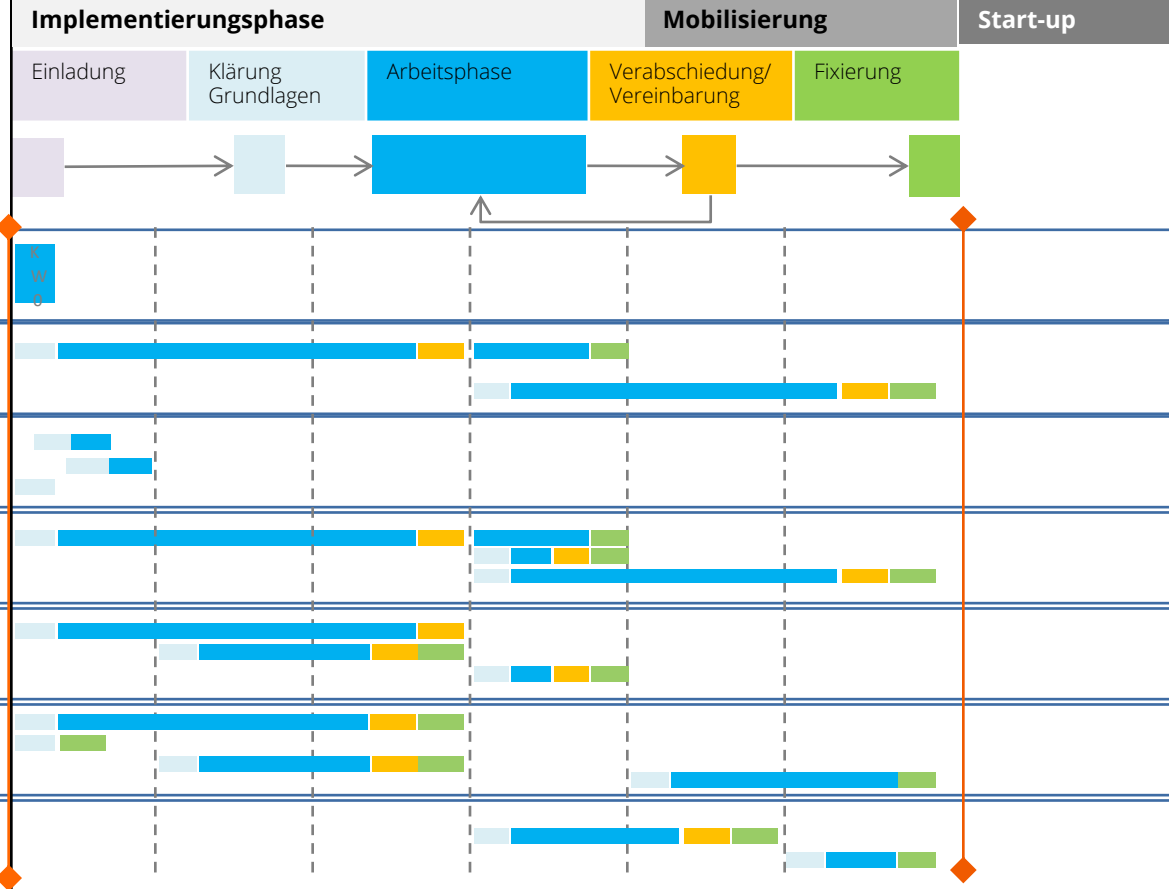 Implementierungsphase
Mobilisierung
Start-up
Einladung
Klärung
Grundlagen
Arbeitsphase
Verabschiedung/
Vereinbarung
Fixierung
K
W
0